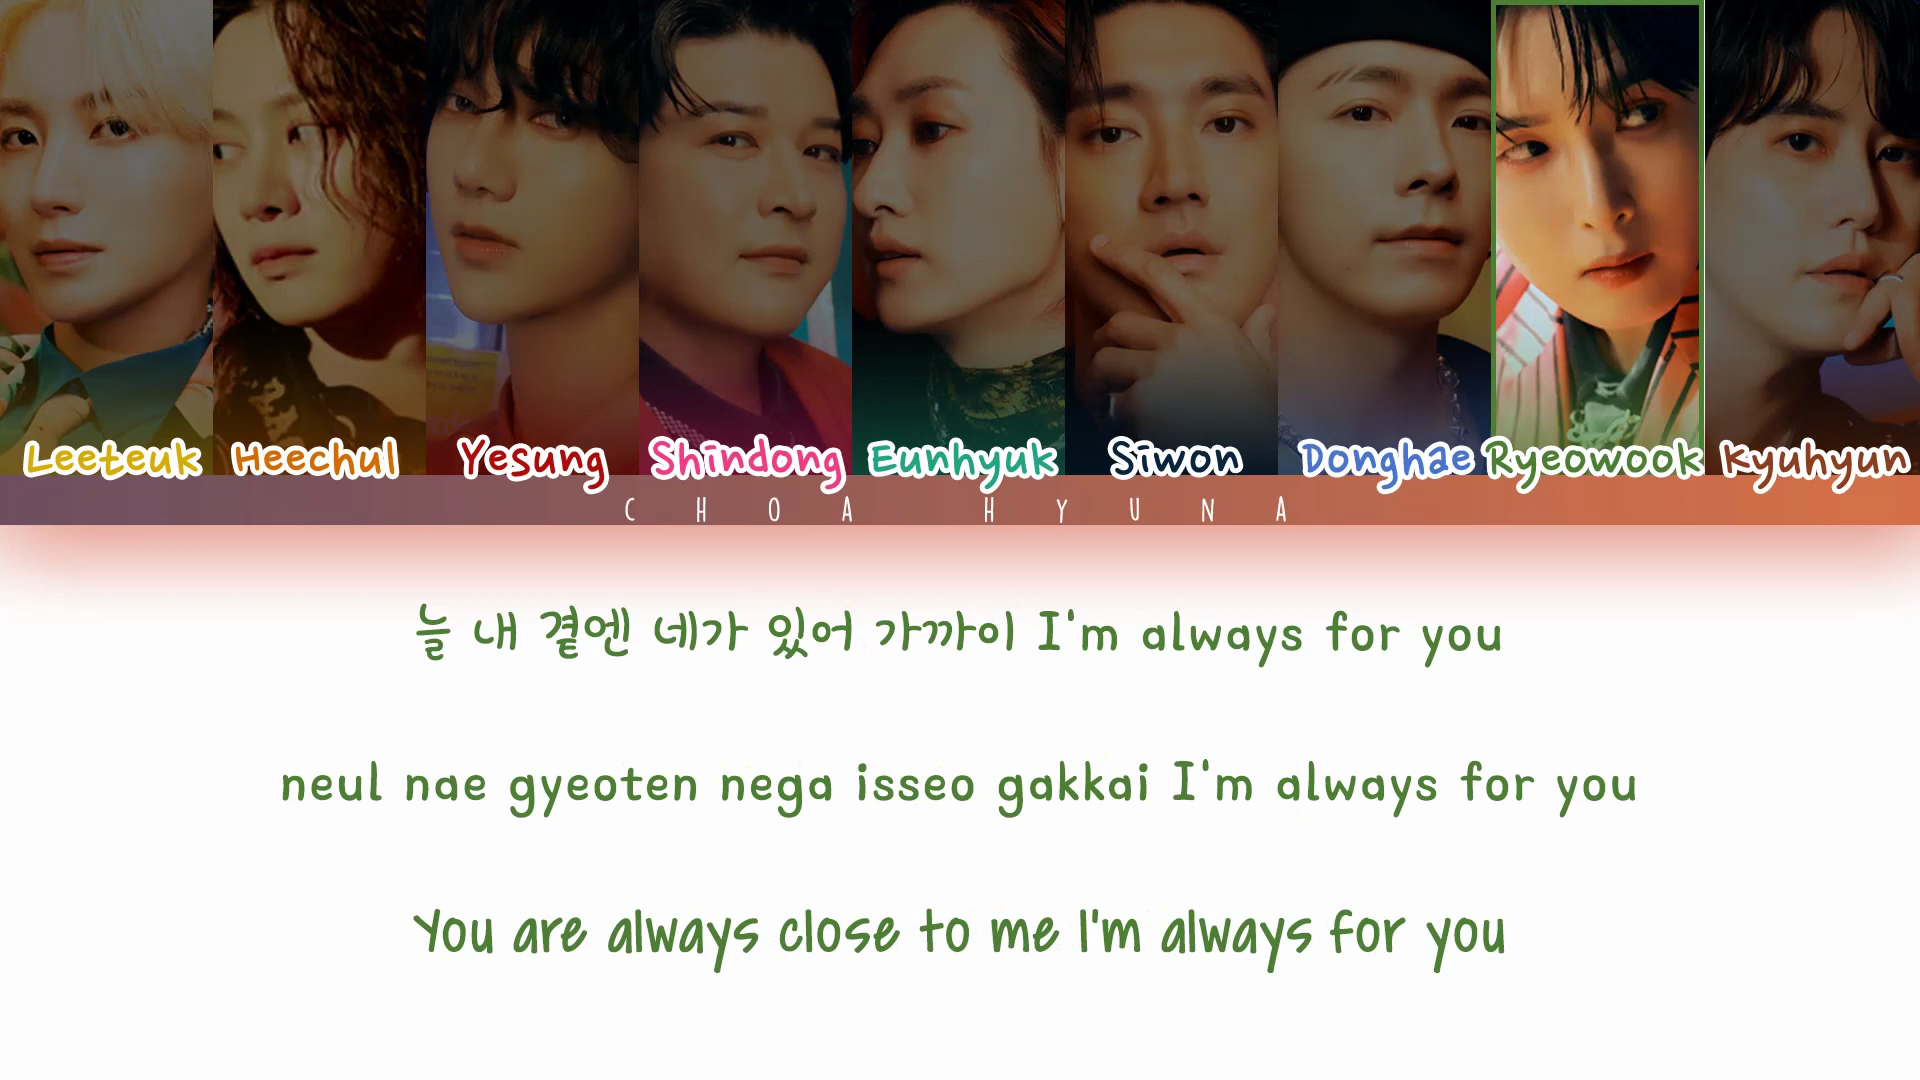 Leeteuk Heechul Yesung Shindong Eunhyuk Siwon Donghae Ryeowook Kyuhyun
CHOA HYUNA
늘 내 곁엔 네가 있어 가까이 I'm always for you
neul nae gyeoten nega isseo gakkai I'm always for you
You are always close to me I'm always for you